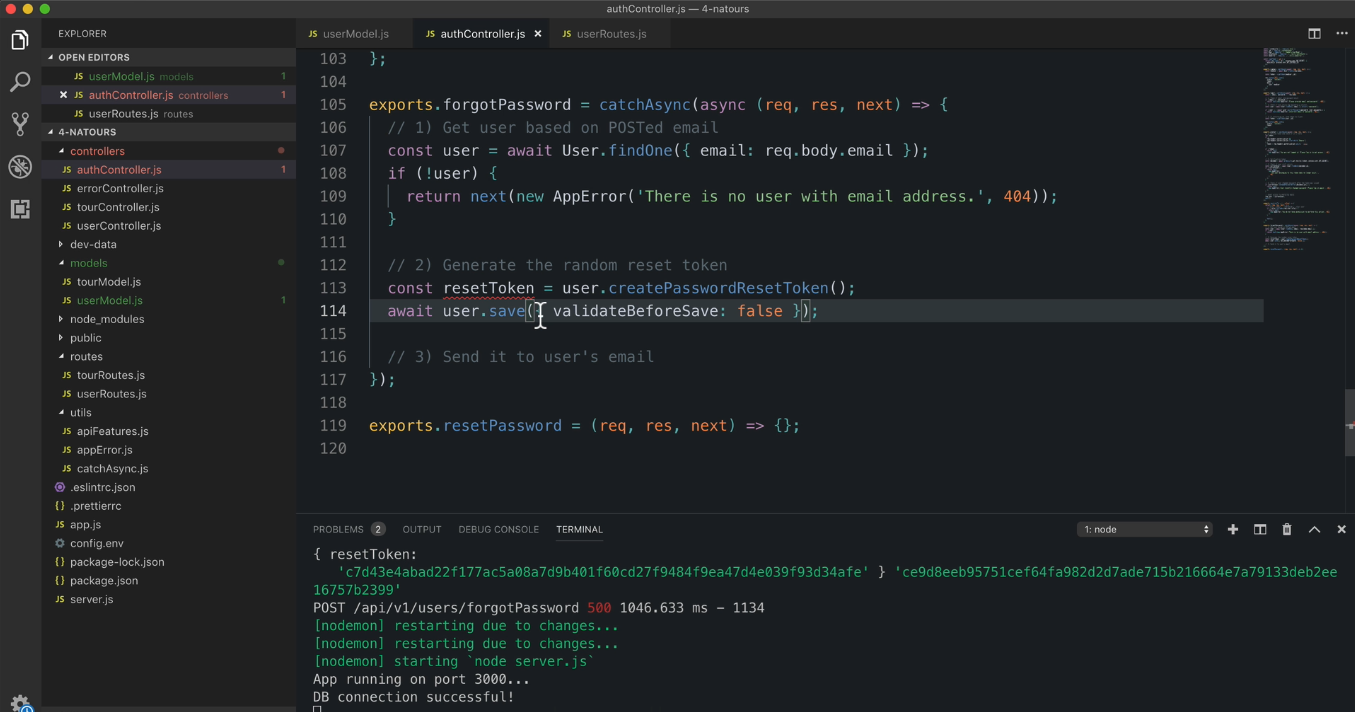 authController.js — 4-natours
EXPLORER
OPEN EDITORS
JS userModel.js models 1
JS authController.js controllers 1
JS userRoutes.js routes
4-NATOURS
controllers
JS authController.js 1
JS errorController.js
JS tourController.js
JS userController.js
dev-data
models
JS tourModel.js
JS userModel.js 1
node_modules
public
routes
JS tourRoutes.js
JS userRoutes.js
utils
JS apiFeatures.js
JS appError.js
JS catchAsync.js
.eslintrc.json
{ } .prettierrc
JS app.js
config.env
{ } package-lock.json
{ } package.json
JS server.js
JS userModel.js JS authController.js JS userRoutes.js
103 };
104
105 exports.forgotPassword = catchAsync(async (req, res, next) => {
106 // 1) Get user based on POSTed email
107 const user = await User.findOne({ email: req.body.email });
108 if (!user) {
109 return next(new AppError('There is no user with email address.', 404));
110 }
111
112 // 2) Generate the random reset token
113 const resetToken = user.createPasswordResetToken();
114 await user.save({ validateBeforeSave: false });
115
116 // 3) Send it to user's email
117 });
118
119 exports.resetPassword = (req, res, next) => {};
120
PROBLEMS 2 OUTPUT DEBUG CONSOLE TERMINAL 1: node
{ resetToken:
'c7d43e4abad22f177ac5a08a7d9b401f60cd27f9484f9ea47d4e039f93d34afe' } 'ce9d8eeb95751cef64fa982d2d7ade715b216664e7a79133deb2ee
16757b2399'
POST /api/v1/users/forgotPassword 500 1046.633 ms - 1134
[nodemon] restarting due to changes...
[nodemon] restarting due to changes...
[nodemon] starting `node server.js`
App running on port 3000...
DB connection successful!